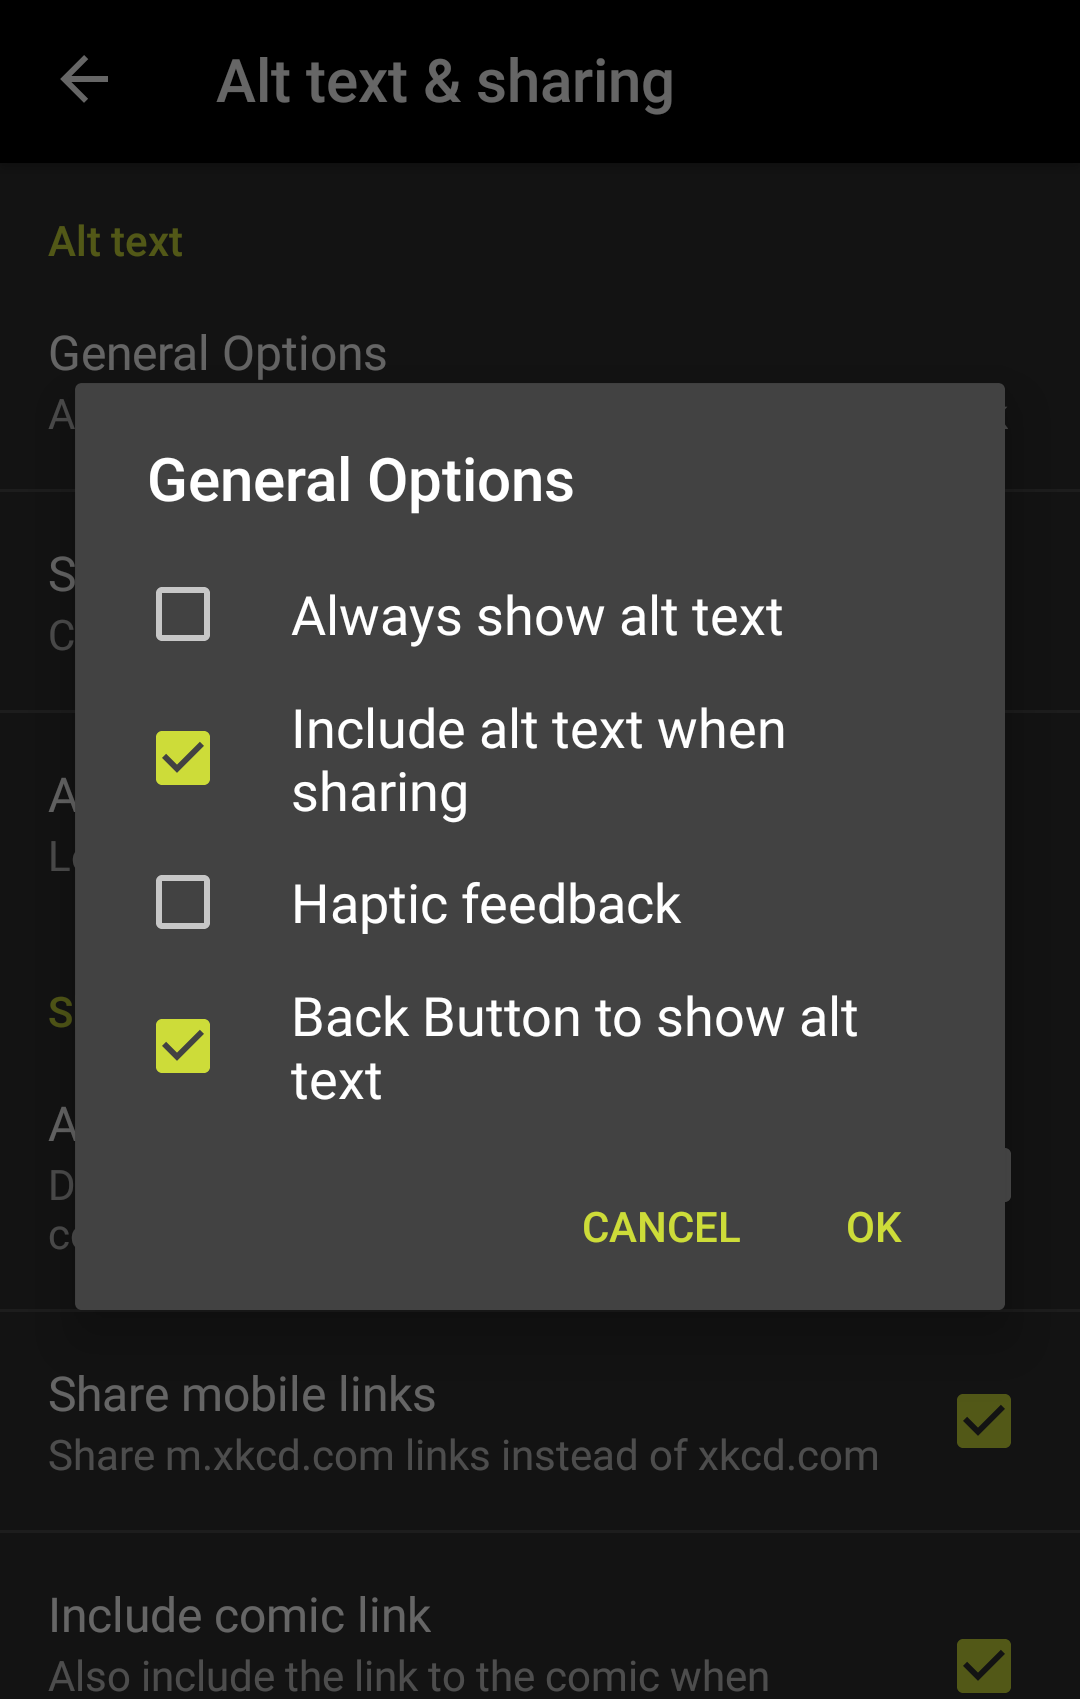 Alt text & sharing
Alt text
General Options
General Options
Always show alt text
Include alt text when
sharing
Haptic feedback
Back Button to show alt
text
CANCEL
OK
Share mobile links
Share m.xkcd.com links instead of xkcd.com
Include comic link
Also include the link to the comic when